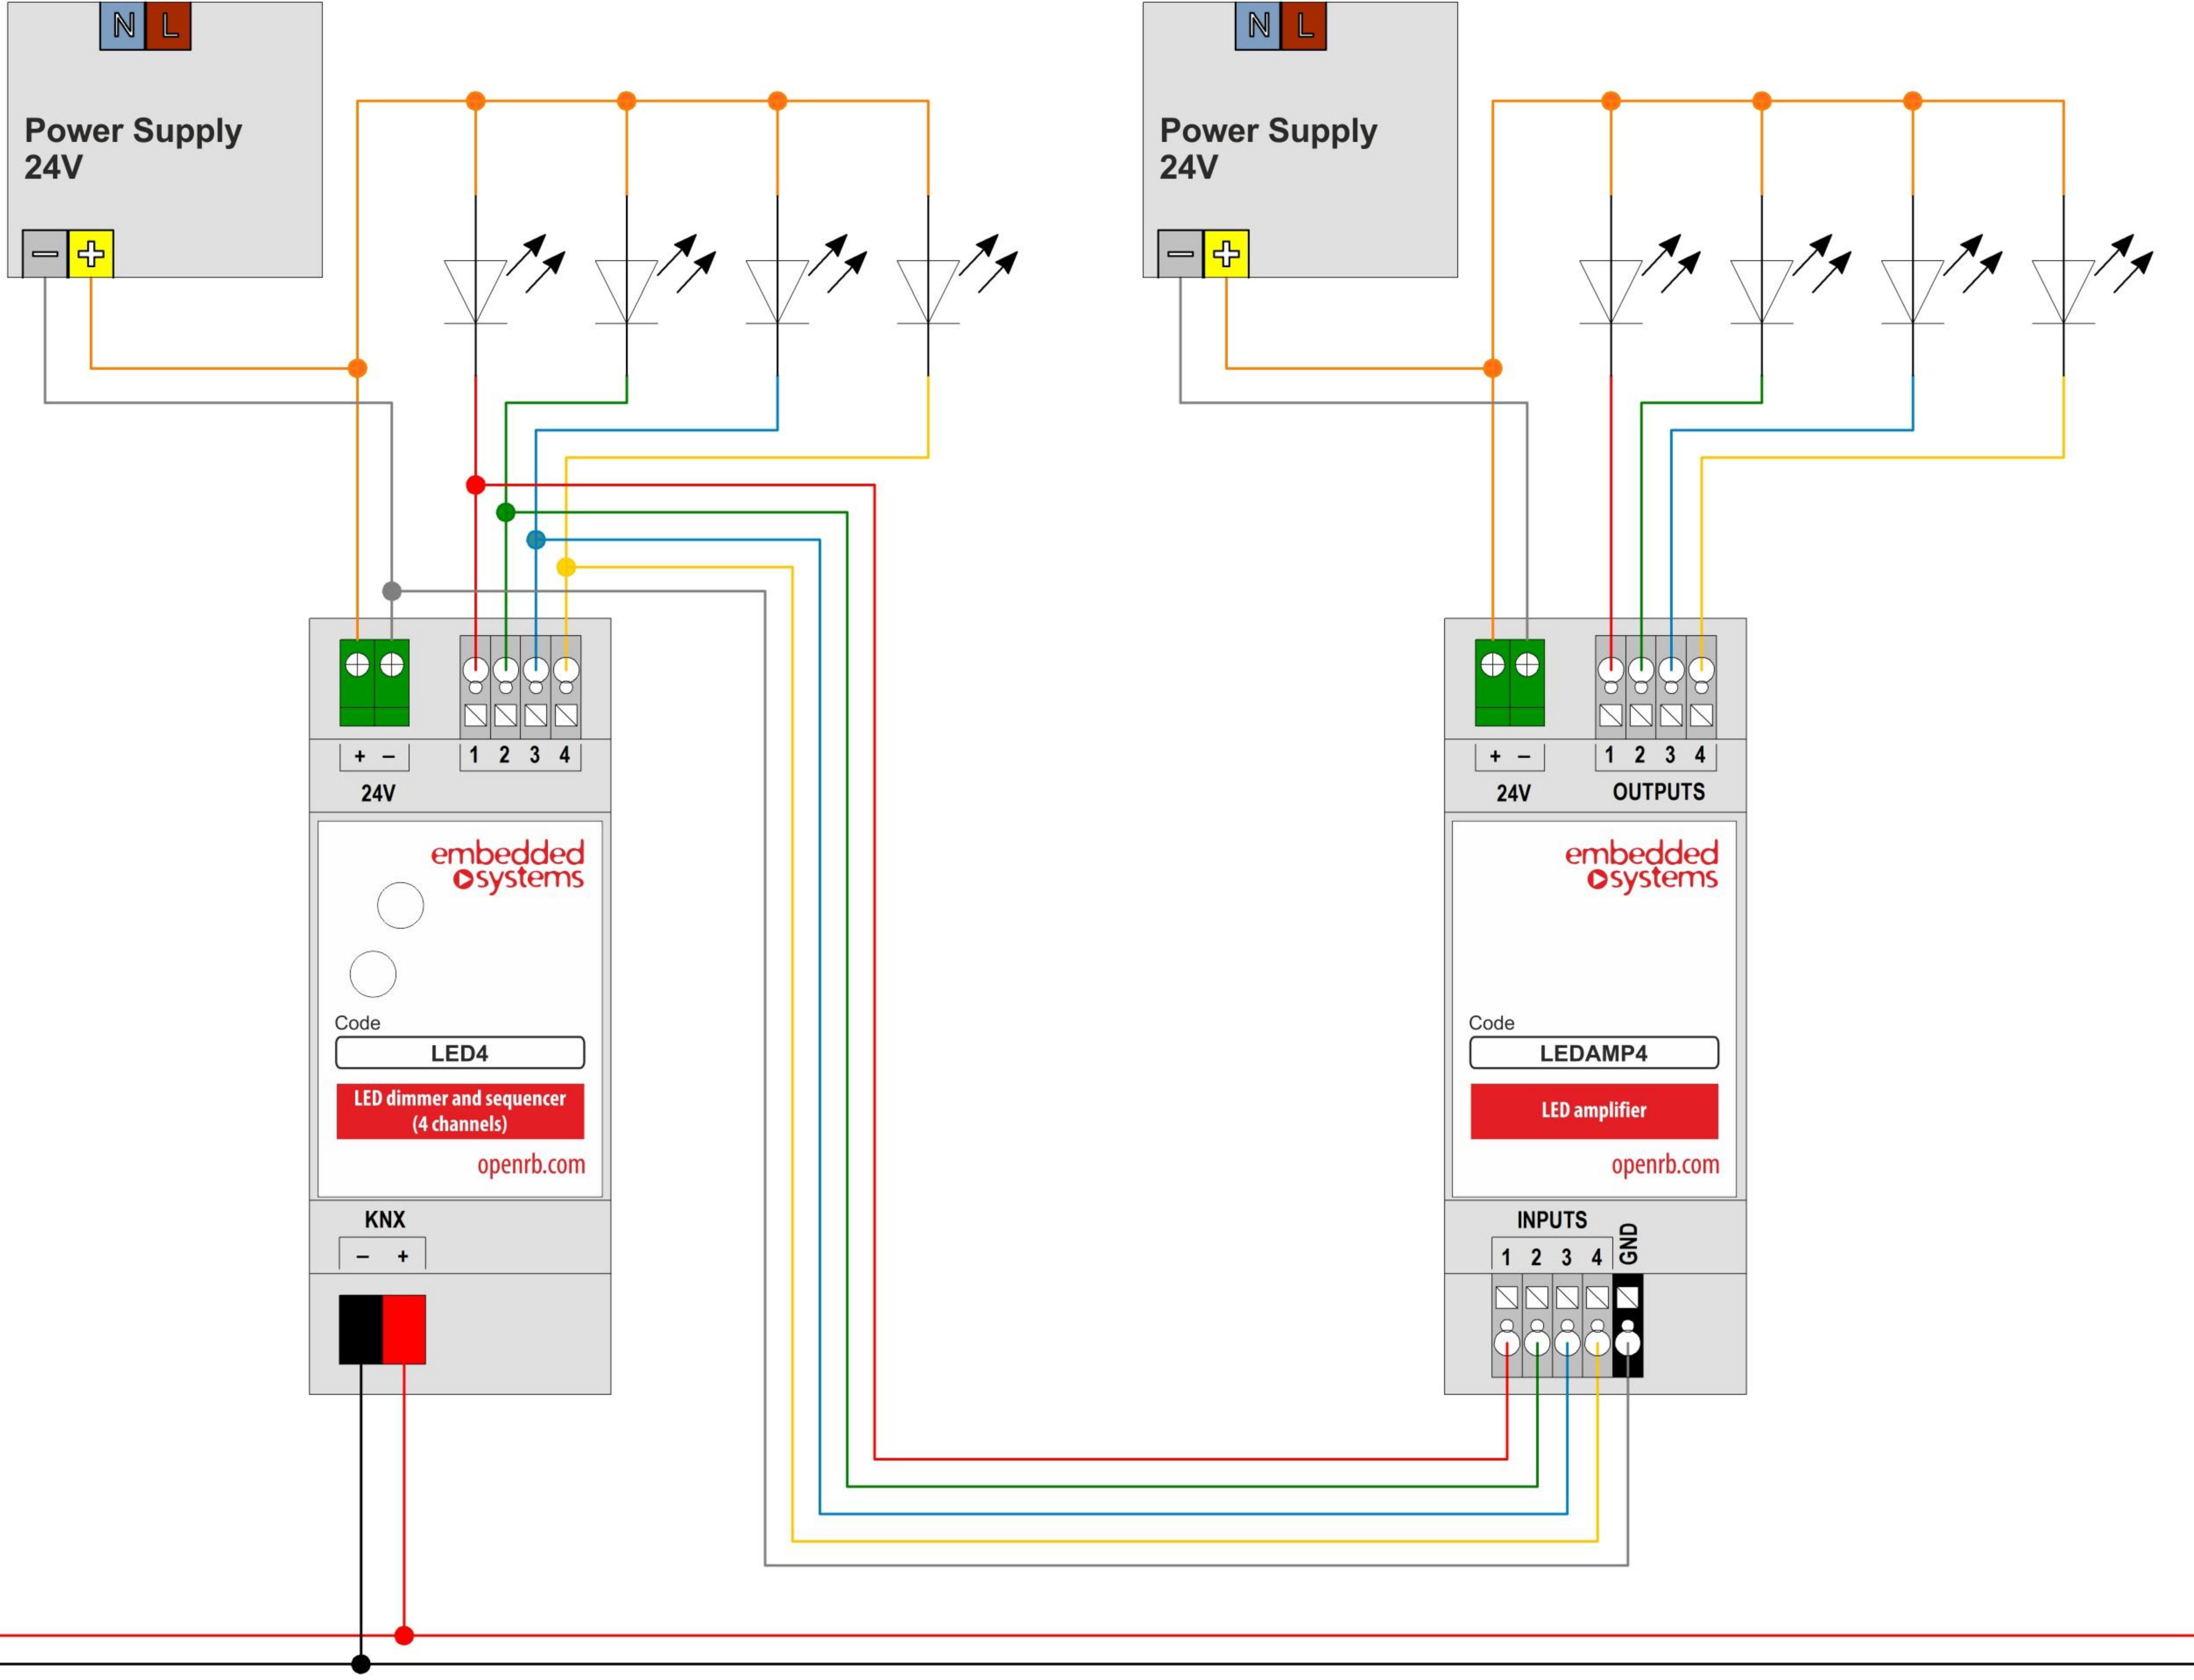 N L
Power Supply
24V
− +
N L
Power Supply
24V
− +
+ −
24V
1 2 3 4
embedded
systems
Code
LED4
LED dimmer and sequencer
(4 channels)
openrb.com
KNX
− +
+ −
24V
1 2 3 4
OUTPUTS
embedded
systems
Code
LEDAMP4
LED amplifier
openrb.com
INPUTS
1 2 3 4
GND